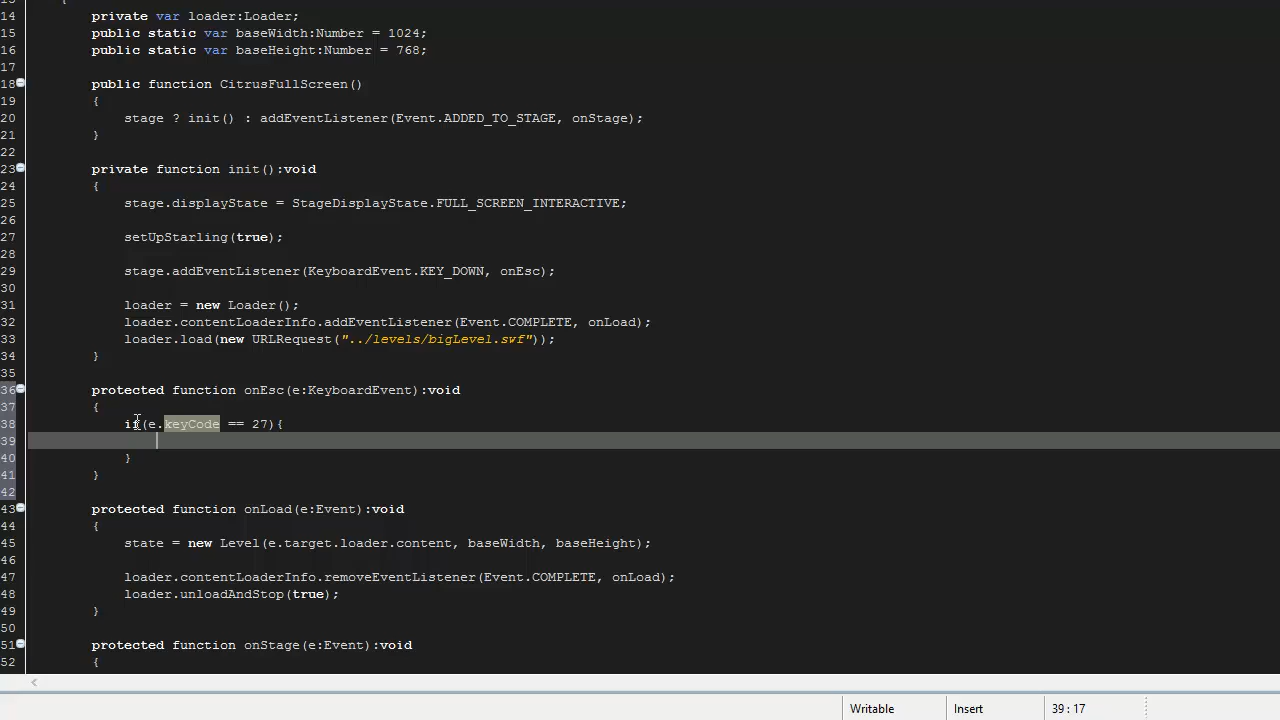 13 {
14 private var loader:Loader;
15 public static var baseWidth:Number = 1024;
16 public static var baseHeight:Number = 768;
17
18 public function CitrusFullScreen()
19 {
20 stage ? init() : addEventListener(Event.ADDED_TO_STAGE, onStage);
21 }
22
23 private function init():void
24 {
25 stage.displayState = StageDisplayState.FULL_SCREEN_INTERACTIVE;
26
27 setUpStarling(true);
28
29 stage.addEventListener(KeyboardEvent.KEY_DOWN, onEsc);
30
31 loader = new Loader();
32 loader.contentLoaderInfo.addEventListener(Event.COMPLETE, onLoad);
33 loader.load(new URLRequest("../levels/bigLevel.swf"));
34 }
35
36 protected function onEsc(e:KeyboardEvent):void
37 {
38 if(e.keyCode == 27){
39
40 }
41 }
42
43 protected function onLoad(e:Event):void
44 {
45 state = new Level(e.target.loader.content, baseWidth, baseHeight);
46
47 loader.contentLoaderInfo.removeEventListener(Event.COMPLETE, onLoad);
48 loader.unloadAndStop(true);
49 }
50
51 protected function onStage(e:Event):void
52 {
Writable Insert 39 : 17